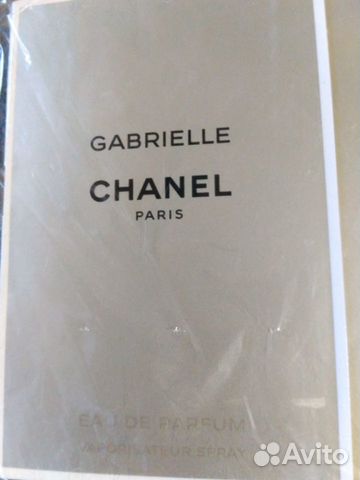 GABRIELLE
CHANEL
PARIS
EAU DE PARFUM
VAPORISATEUR SPRAY
Avito